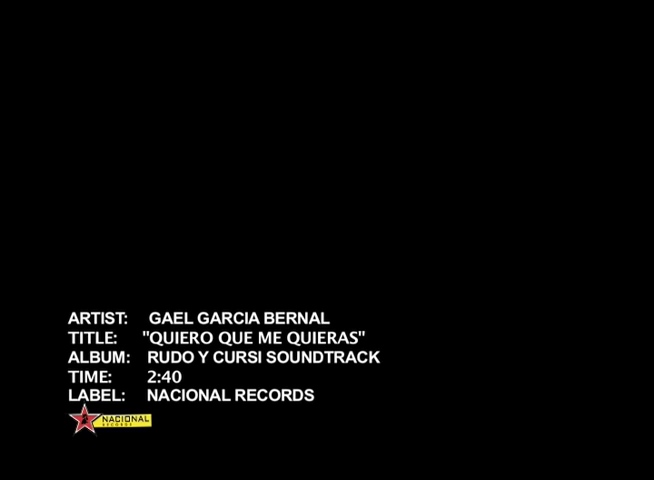 ARTIST: GAEL GARCIA BERNAL
TITLE: "QUIERO QUE ME QUIERAS"
ALBUM: RUDO Y CURSI SOUNDTRACK
TIME: 2:40
LABEL: NACIONAL RECORDS
NACIONAL
RECORDS